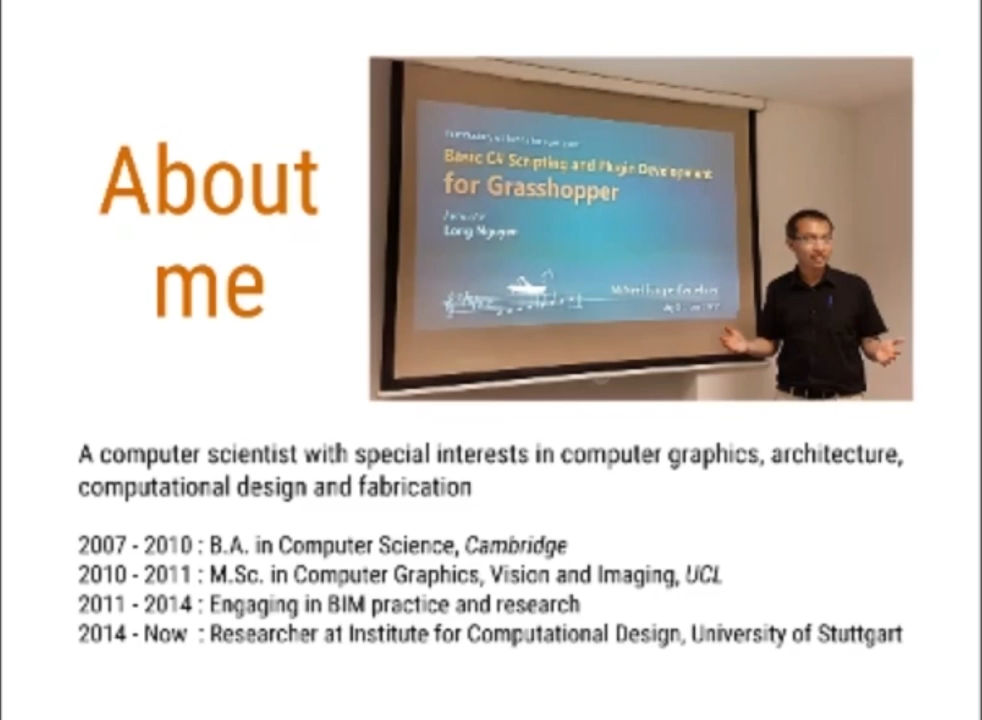 About
me
Basic C# Scripting and Plugin Development
for Grasshopper
Long Nguyen
A computer scientist with special interests in computer graphics, architecture,
computational design and fabrication
2007 - 2010 : B.A. in Computer Science, Cambridge
2010 - 2011 : M.Sc. in Computer Graphics, Vision and Imaging, UCL
2011 - 2014 : Engaging in BIM practice and research
2014 - Now : Researcher at Institute for Computational Design, University of Stuttgart